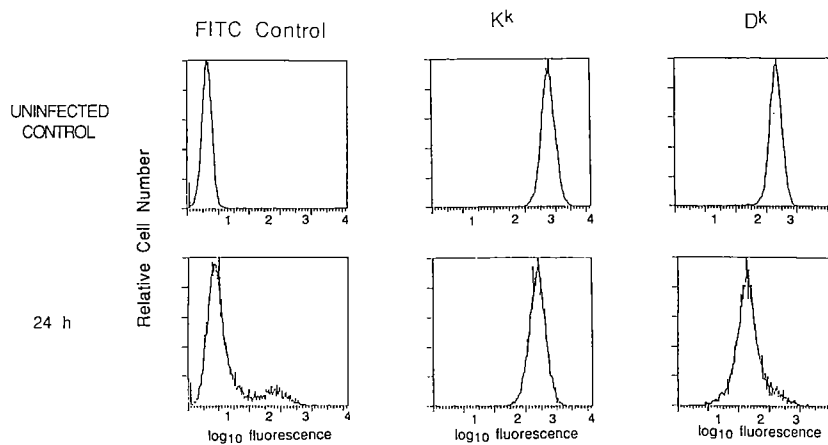 FITC Control K^k D^k
UNINFECTED
CONTROL
Relative Cell Number
1 2 3 4
1 2 3 4
1 2 3
24 h
1 2 3 4
1 2 3 4
1 2 3
log₁₀ fluorescence log₁₀ fluorescence log₁₀ fluorescence